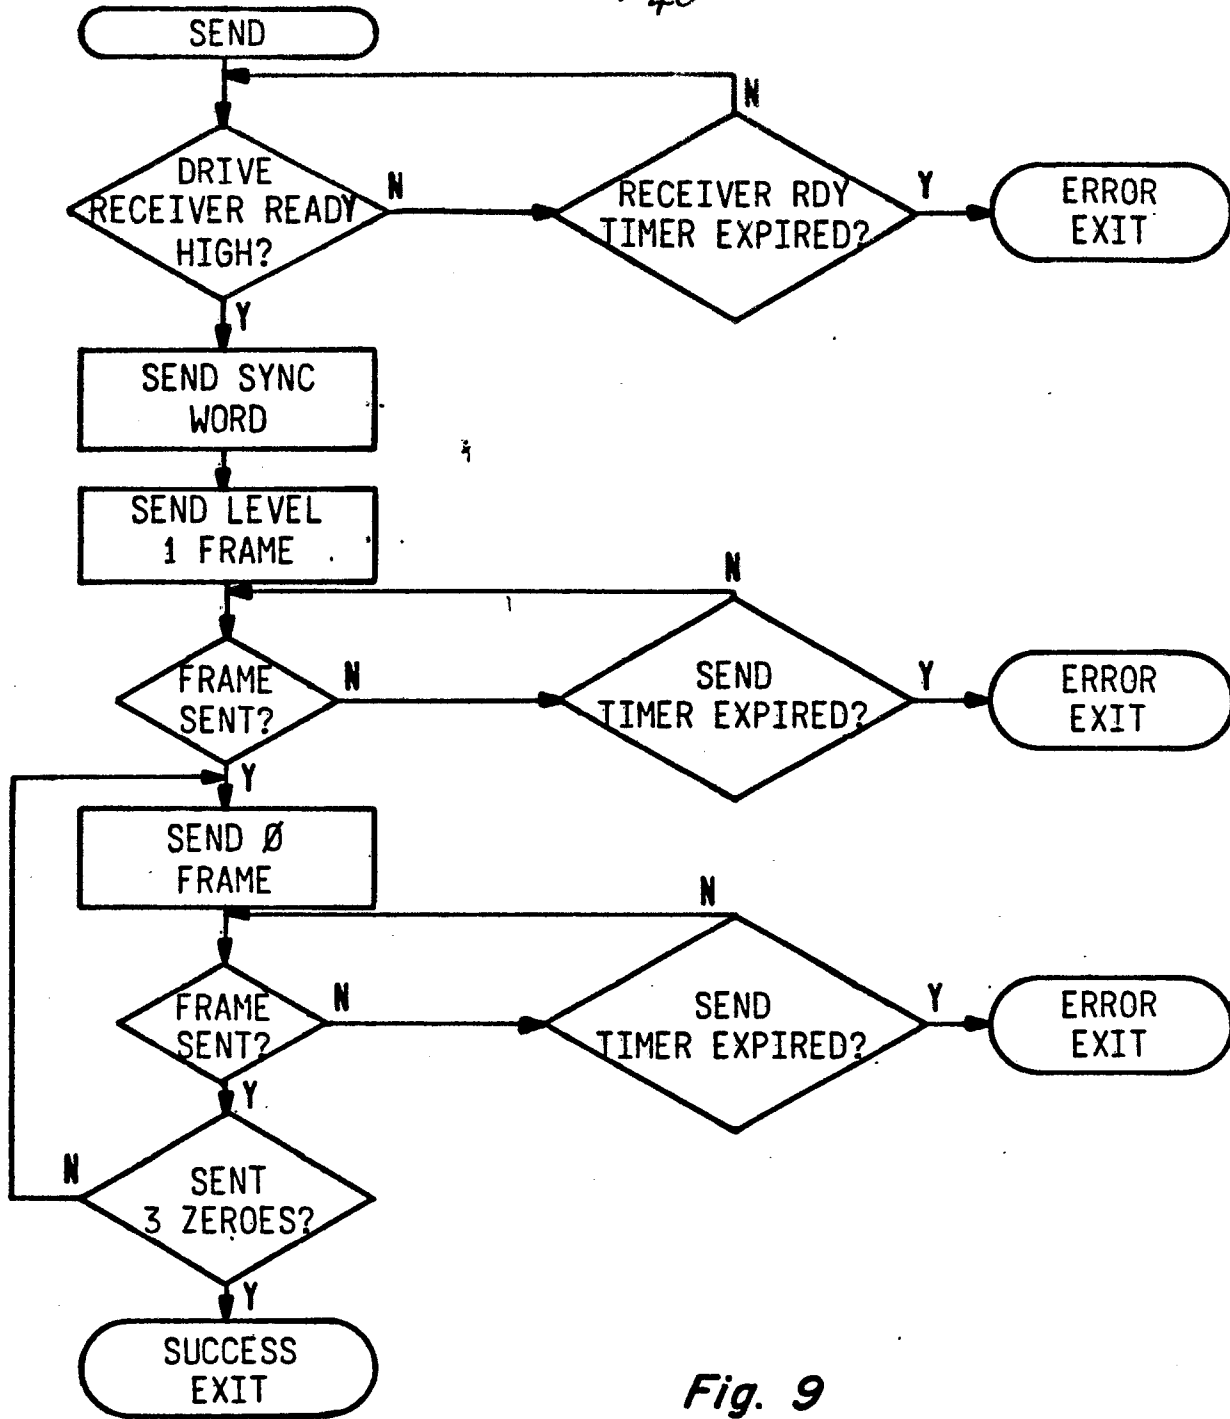 SEND
N
DRIVE
RECEIVER READY
HIGH?
N
RECEIVER RDY
TIMER EXPIRED?
Y
ERROR
EXIT
Y
SEND SYNC
WORD
SEND LEVEL
1 FRAME
N
FRAME
SENT?
N
SEND
TIMER EXPIRED?
Y
ERROR
EXIT
Y
SEND Ø
FRAME
N
FRAME
SENT?
N
SEND
TIMER EXPIRED?
Y
ERROR
EXIT
Y
N
SENT
3 ZEROES?
Y
SUCCESS
EXIT
Fig. 9